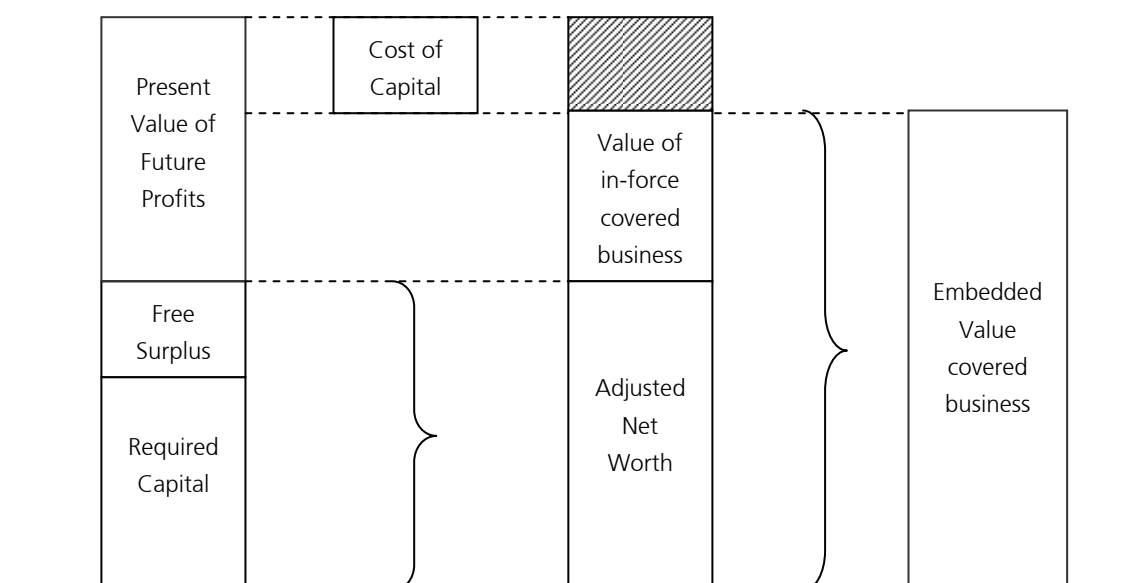 Present
Value of
Future
Profits
Free
Surplus
Required
Capital
Cost of
Capital
Value of
in-force
covered
business
Adjusted
Net
Worth
Embedded
Value
covered
business